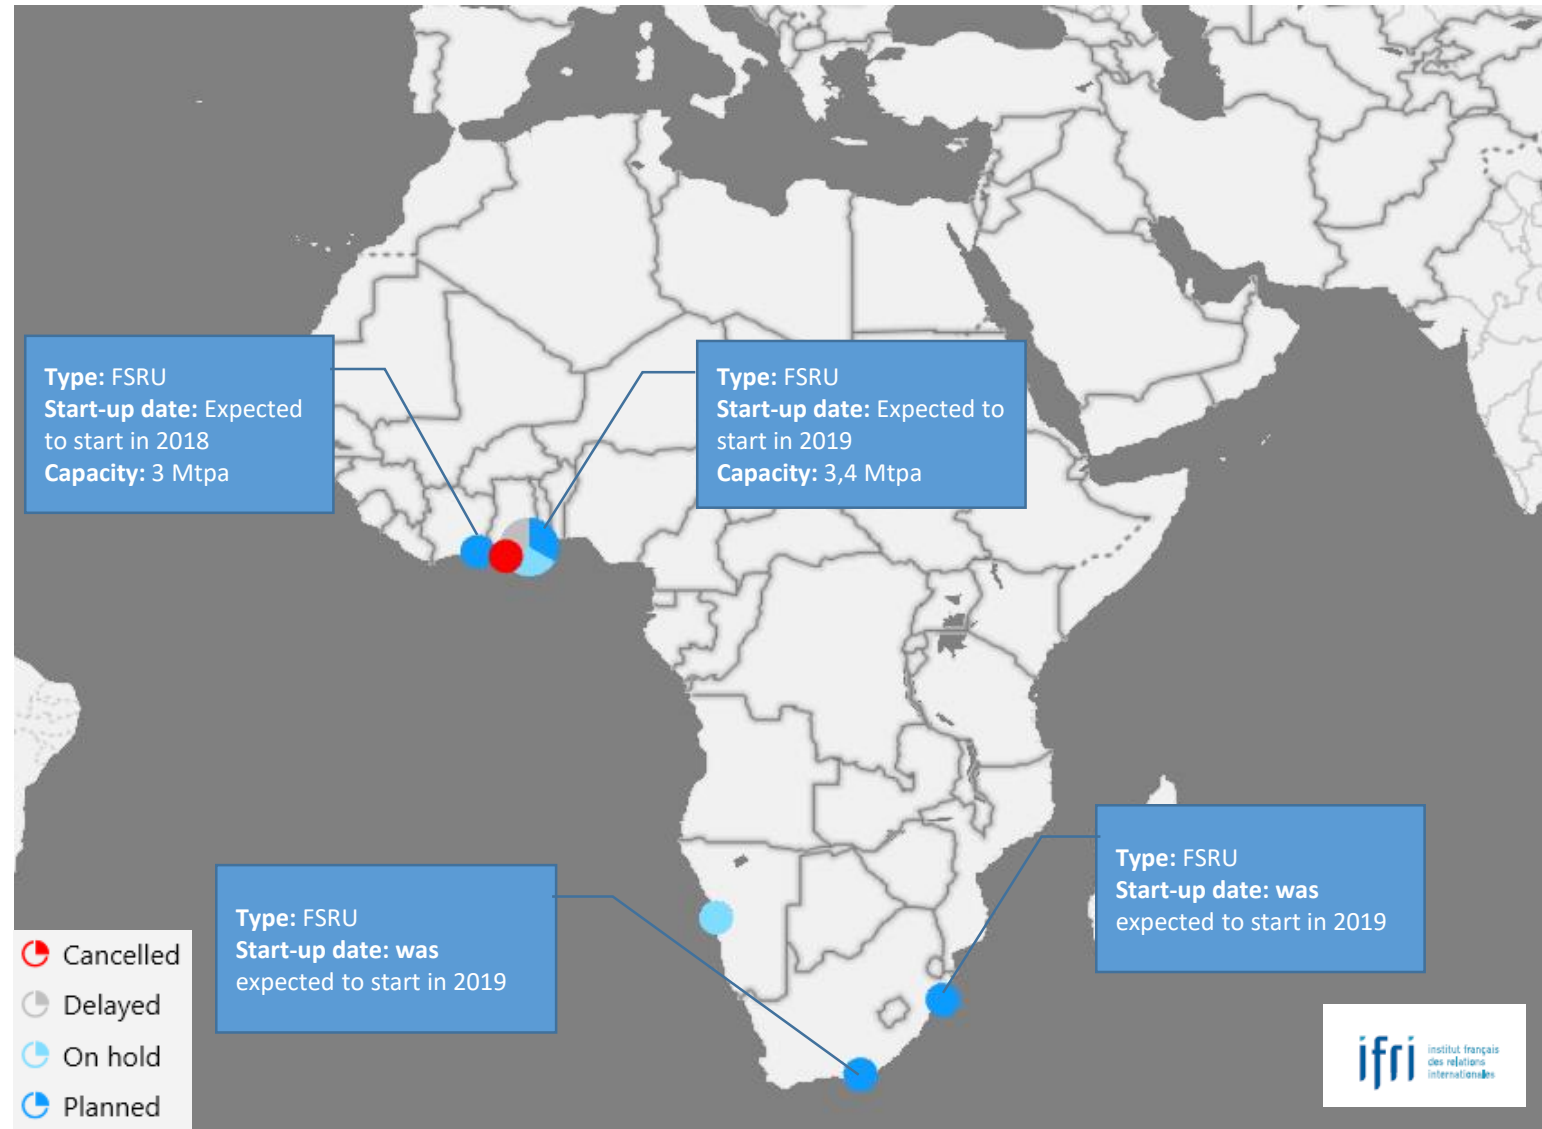 Type: FSRU
Start-up date: Expected
to start in 2018
Capacity: 3 Mtpa
Type: FSRU
Start-up date: Expected to
start in 2019
Capacity: 3,4 Mtpa
Type: FSRU
Start-up date: was
expected to start in 2019
Type: FSRU
Start-up date: was
expected to start in 2019
Cancelled
Delayed
On hold
Planned
ifri
institut français
des relations
internationales